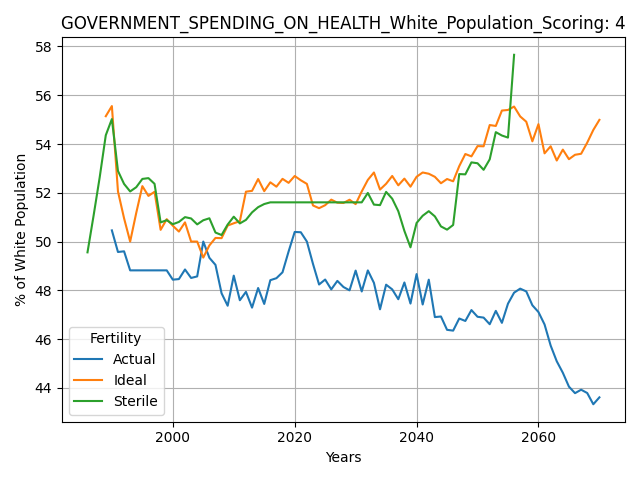 GOVERNMENT_SPENDING_ON_HEALTH_White_Population_Scoring: 4
% of White Population
58
56
54
52
50
48
46
44
Fertility
Actual
Ideal
Sterile
2000 2020 2040 2060
Years